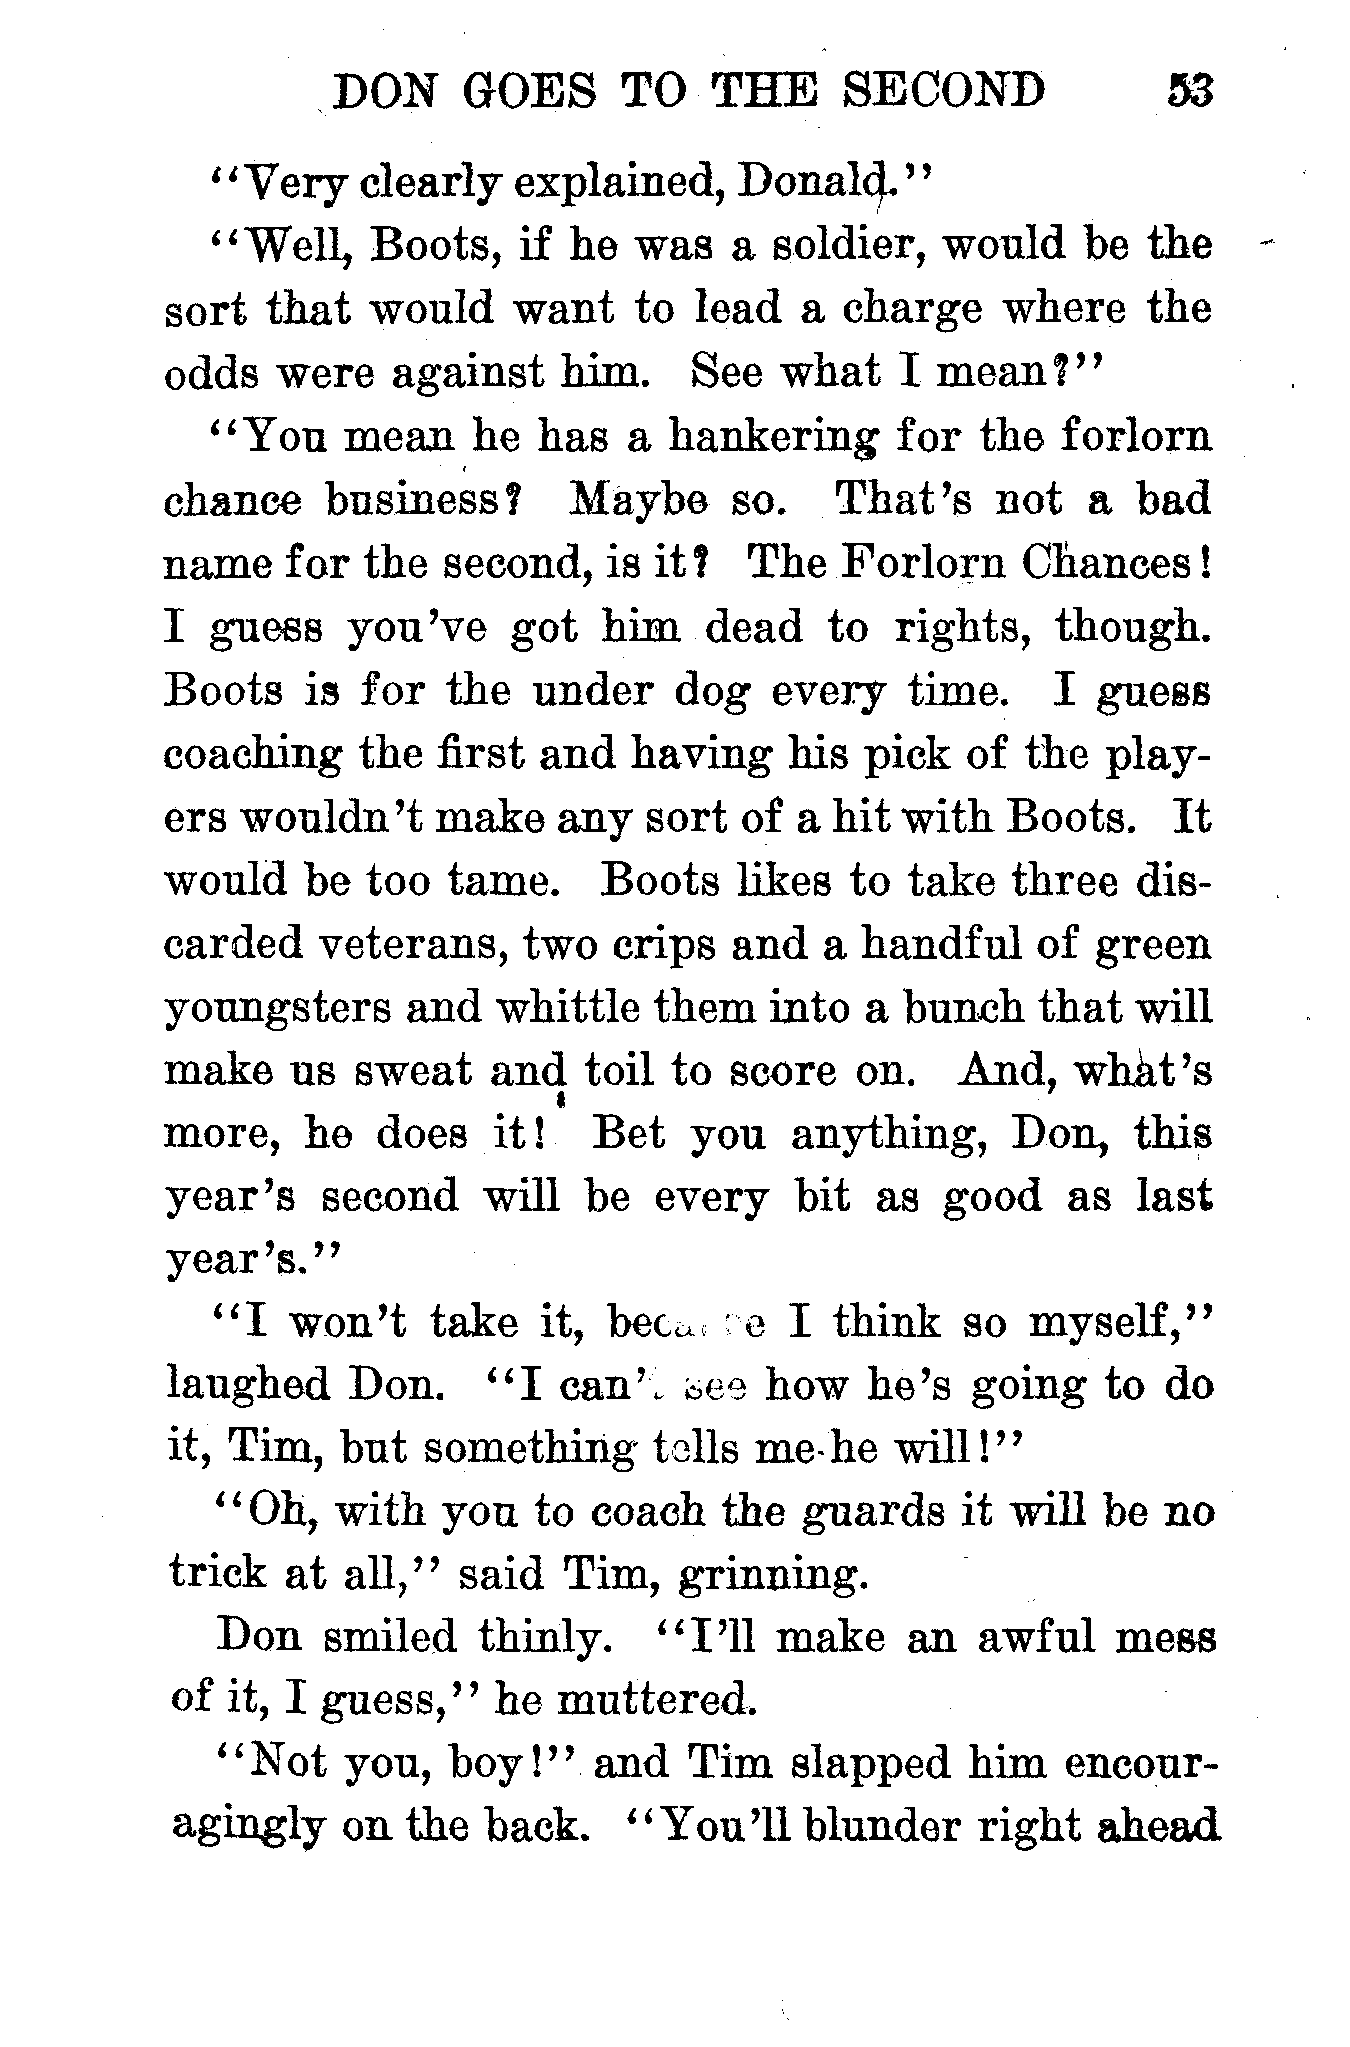 DON GOES TO THE SECOND 53
"Very clearly explained, Donald."
"Well, Boots, if he was a soldier, would be the
sort that would want to lead a charge where the
odds were against him. See what I mean?"
"You mean he has a hankering for the forlorn
chance business? Maybe so. That's not a bad
name for the second, is it? The Forlorn Chances!
I guess you've got him dead to rights, though.
Boots is for the under dog every time. I guess
coaching the first and having his pick of the play-
ers wouldn't make any sort of a hit with Boots. It
would be too tame. Boots likes to take three dis-
carded veterans, two crips and a handful of green
youngsters and whittle them into a bunch that will
make us sweat and toil to score on. And, what's
more, he does it! Bet you anything, Don, this
year's second will be every bit as good as last
year's."
"I won't take it, because I think so myself,"
laughed Don. "I can't see how he's going to do
it, Tim, but something tells me he will!"
"Oh, with you to coach the guards it will be no
trick at all," said Tim, grinning.
Don smiled thinly. "I'll make an awful mess
of it, I guess," he muttered.
"Not you, boy!" and Tim slapped him encour-
agingly on the back. "You'll blunder right ahead